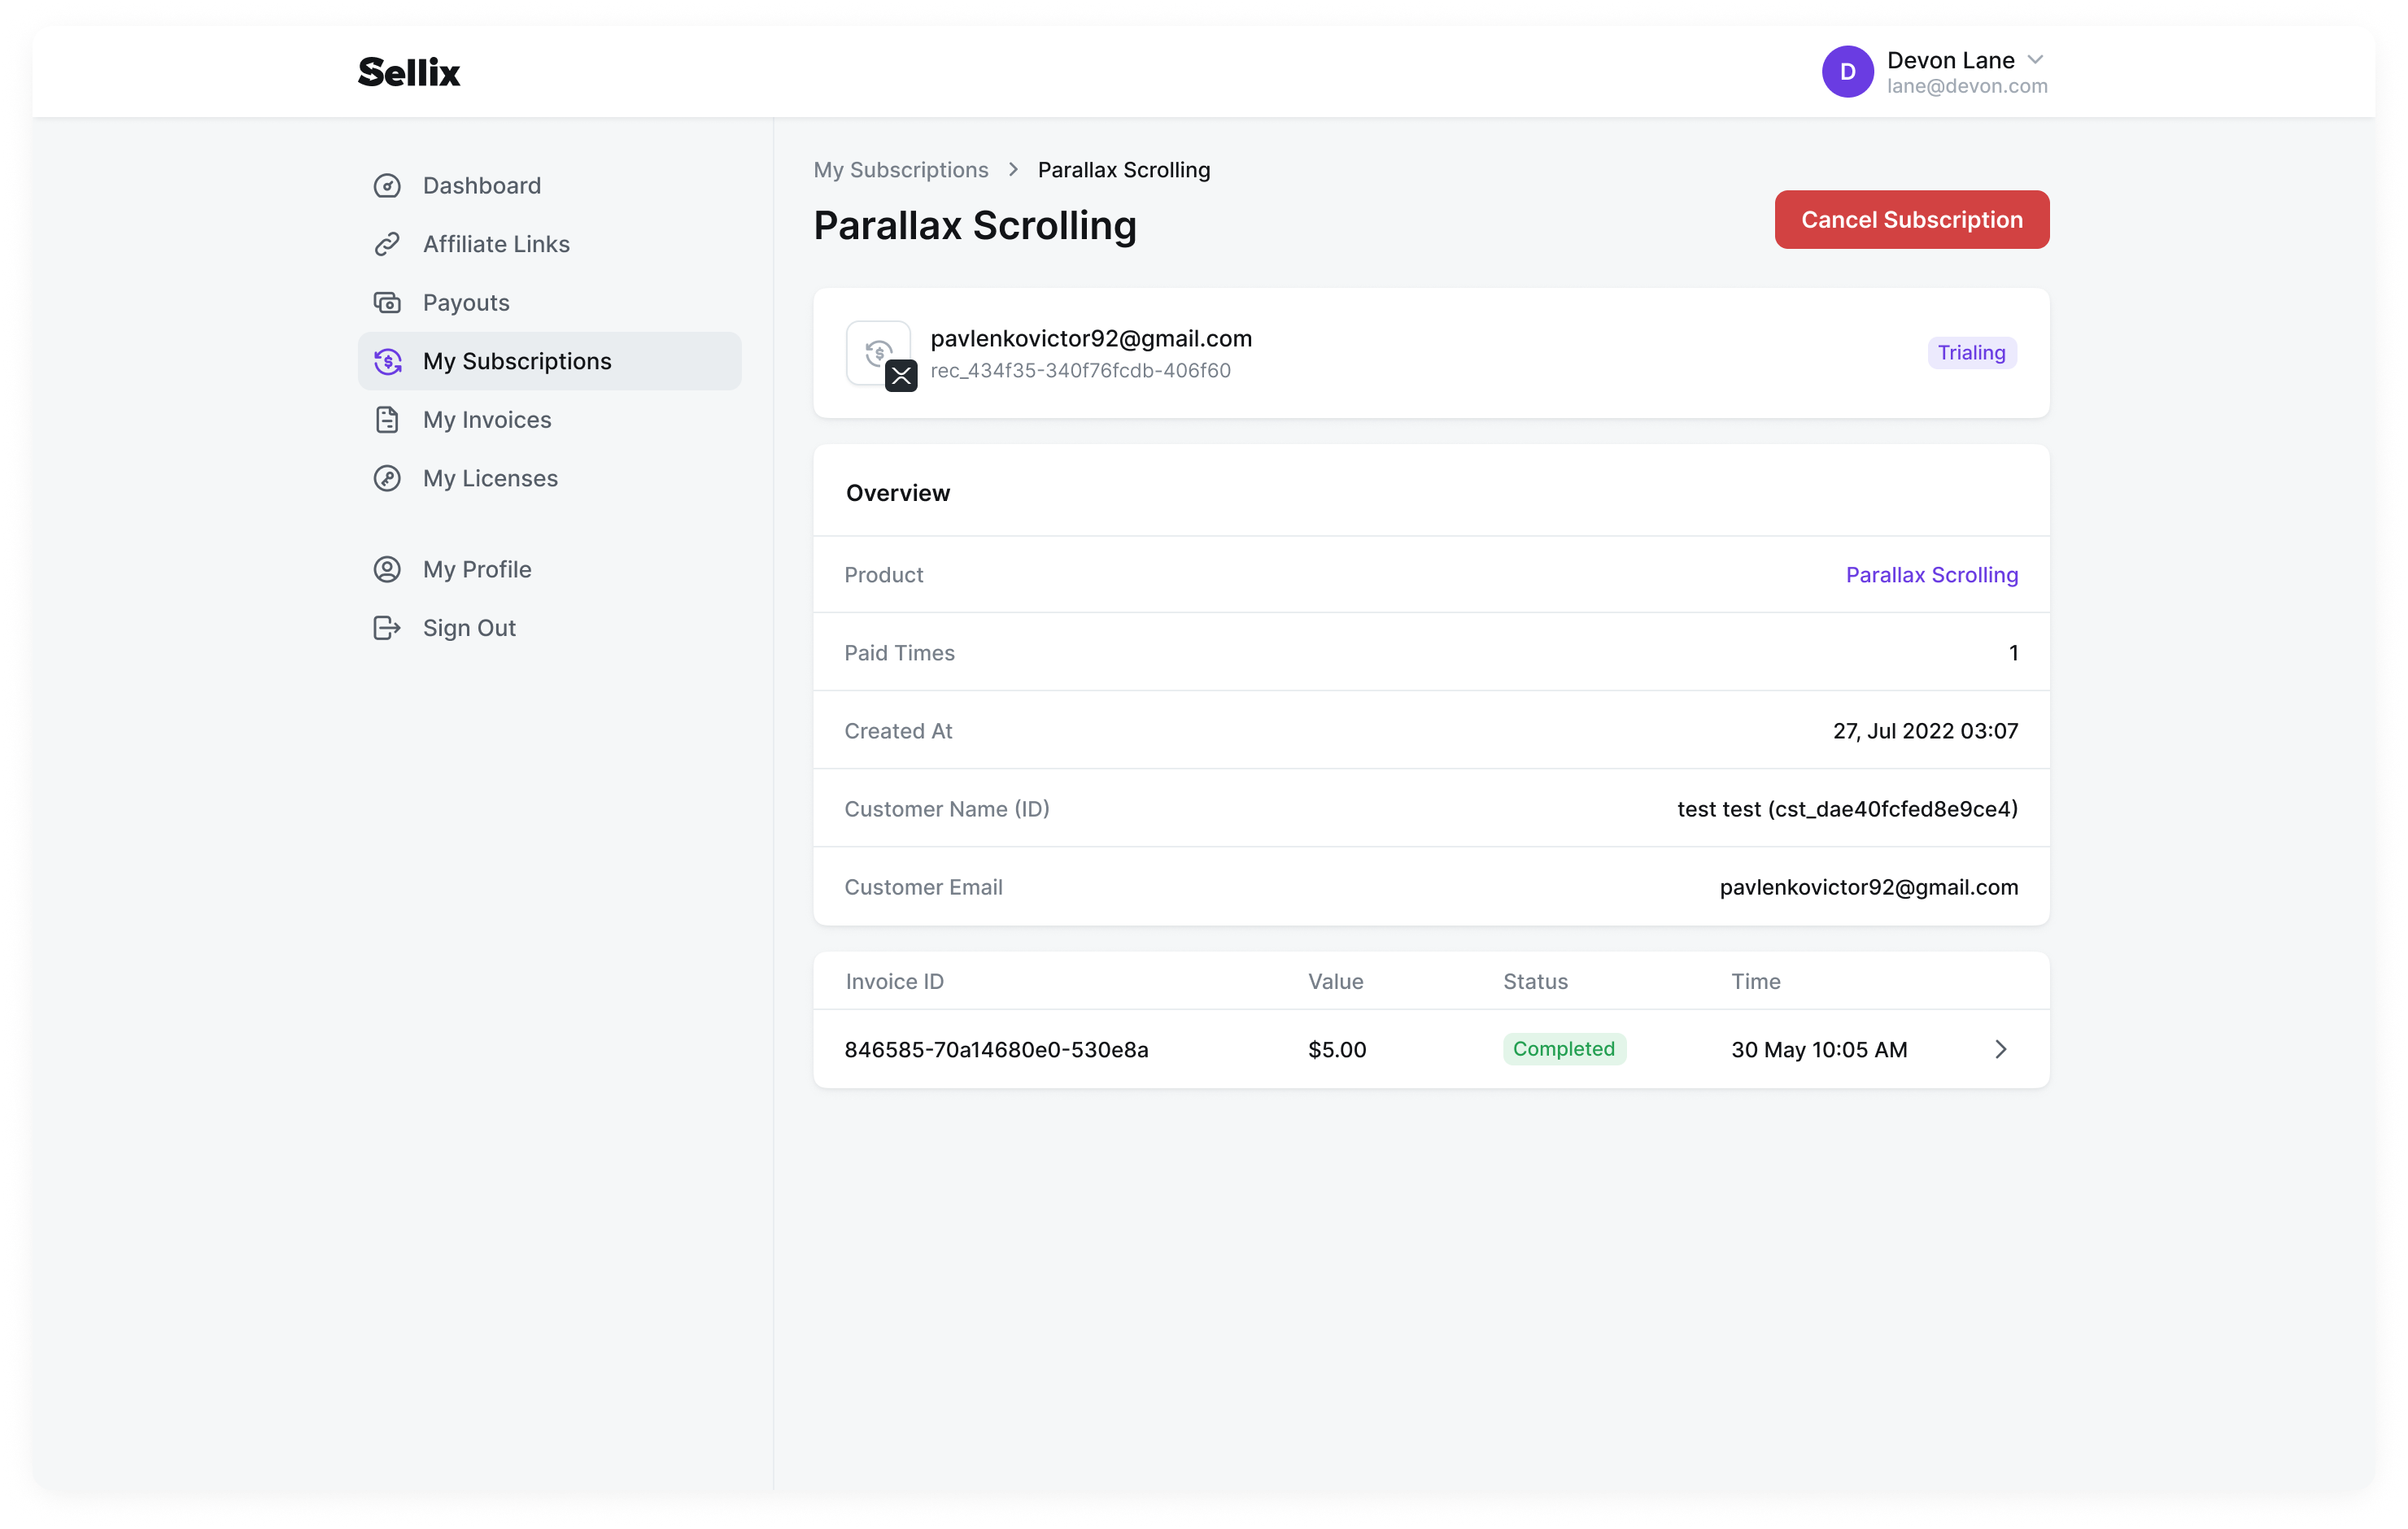 Sellix
D
Devon Lane
lane@devon.com
Dashboard
Affiliate Links
Payouts
My Subscriptions
My Invoices
My Licenses
My Profile
Sign Out
My Subscriptions > Parallax Scrolling
Parallax Scrolling
Cancel Subscription
pavlenkovictor92@gmail.com
rec_434f35-340f76fcdb-406f60
Trialing
Overview
Product Parallax Scrolling
Paid Times 1
Created At 27, Jul 2022 03:07
Customer Name (ID) test test (cst_dae40fcfed8e9ce4)
Customer Email pavlenkovictor92@gmail.com
Invoice ID Value Status Time
846585-70a14680e0-530e8a $5.00 Completed 30 May 10:05 AM